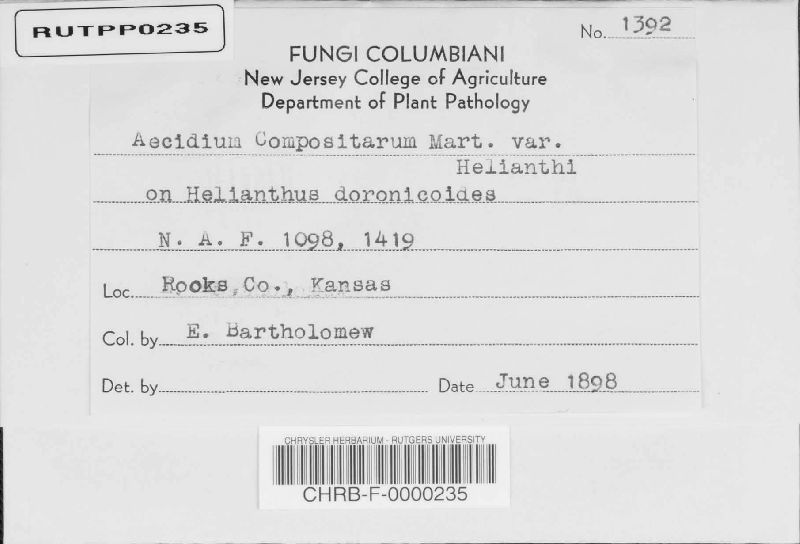 RUTPP0235
No. 1392
FUNGI COLUMBIANI
New Jersey College of Agriculture
Department of Plant Pathology
Aecidium Compositarum Mart. var.
Helianthi
on Helianthus doronicoides
N. A. F. 1098, 1419
Loc. Rooks, Co., Kansas
Col. by E. Bartholomew
Det. by
Date June 1898
CHRYSLER HERBARIUM - RUTGERS UNIVERSITY
CHRB-F-0000235